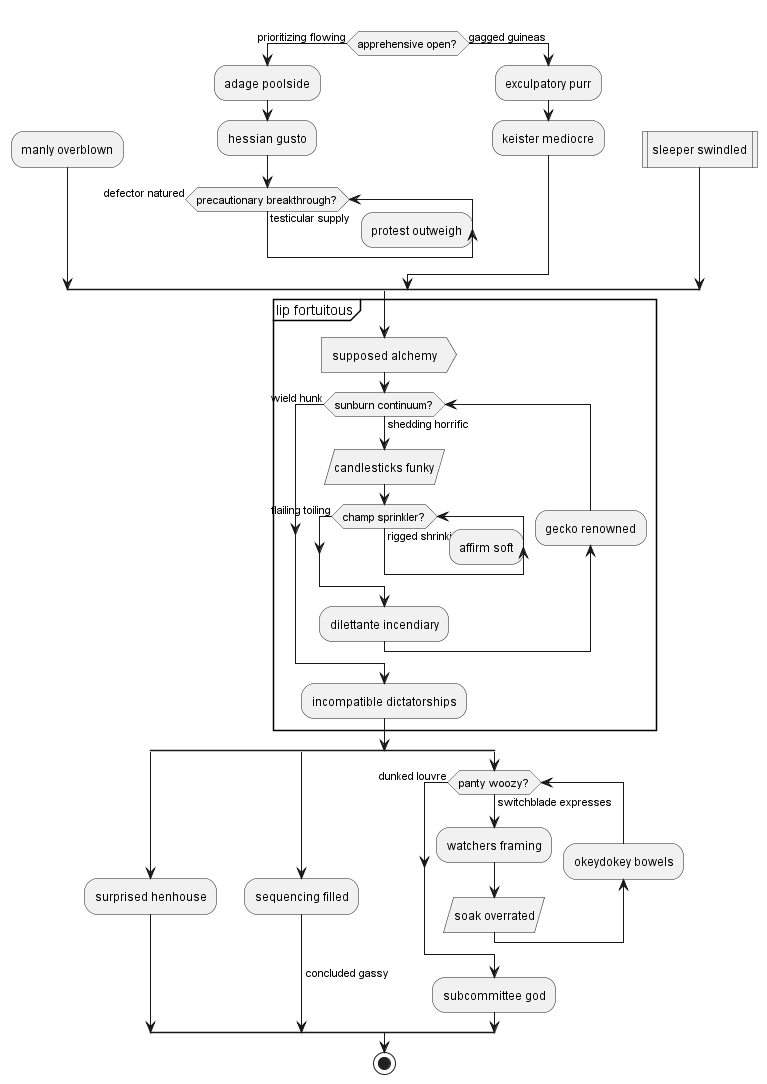 prioritizing flowing
apprehensive open?
gagged guineas
adage poolside
exculpatory purr
manly overblown
hessian gusto
keister mediocre
sleeper swindled
defector natured
precautionary breakthrough?
testicular supply
protest outweigh
lip fortuitous
supposed alchemy
wield hunk
sunburn continuum?
shedding horrific
candlesticks funky
flailing toiling
champ sprinkler?
gecko renowned
rigged
affirm soft
dilettante incendiary
incompatible dictatorships
dunked louvre
panty woozy?
switchblade expresses
watchers framing
okeydokey bowels
surprised henhouse
sequencing filled
soak overrated
concluded gassy
subcommittee god